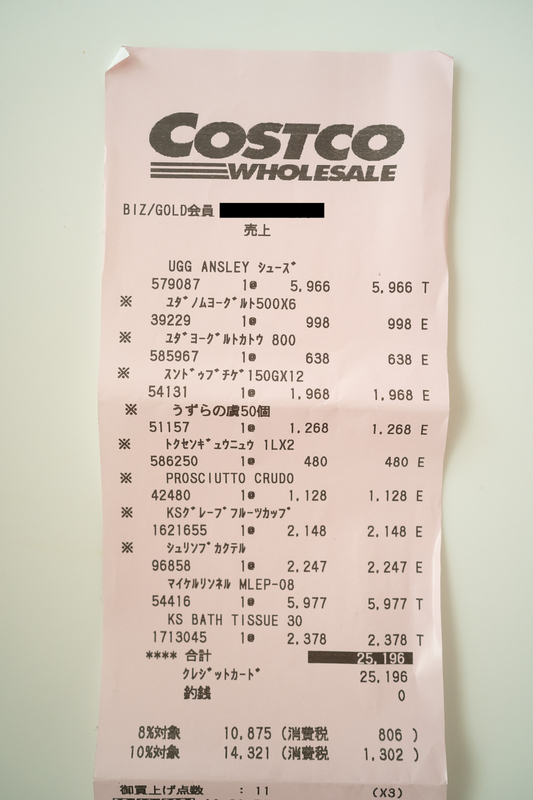 COSTCO
WHOLESALE
BIZ/GOLD会員
売上
UGG ANSLEY ｼｭｰｽﾞ
579087 1@ 5,966 5,966 T
※ ﾕﾀﾞﾉﾑﾖｰｸﾞﾙﾄ500X6
39229 1@ 998 998 E
※ ﾕﾀﾞﾖｰｸﾞﾙﾄｶﾄｳ 800
585967 1@ 638 638 E
※ ｽﾝﾄﾞｩﾌﾞﾁｹﾞ150GX12
54131 1@ 1,968 1,968 E
※ うずらの虜50個
51157 1@ 1,268 1,268 E
※ ﾄｸｾﾝｷﾞｭｳﾆｭｳ 1LX2
586250 1@ 480 480 E
※ PROSCIUTTO CRUDO
42480 1@ 1,128 1,128 E
※ KSｸﾞﾚｰﾌﾟﾌﾙｰﾂｶｯﾌﾟ
1621655 1@ 2,148 2,148 E
※ ｼｭﾘﾝﾌﾟｶｸﾃﾙ
96858 1@ 2,247 2,247 E
ﾏｲｹﾙﾘﾝﾈﾙ MLEP-08
54416 1@ 5,977 5,977 T
KS BATH TISSUE 30
1713045 1@ 2,378 2,378 T
**** 合計 25,196
ｸﾚｼﾞｯﾄｶｰﾄﾞ 25,196
釣銭 0
8%対象 10,875 (消費税 806 )
10%対象 14,321 (消費税 1,302 )
御買上げ点数 : 11 (X3)